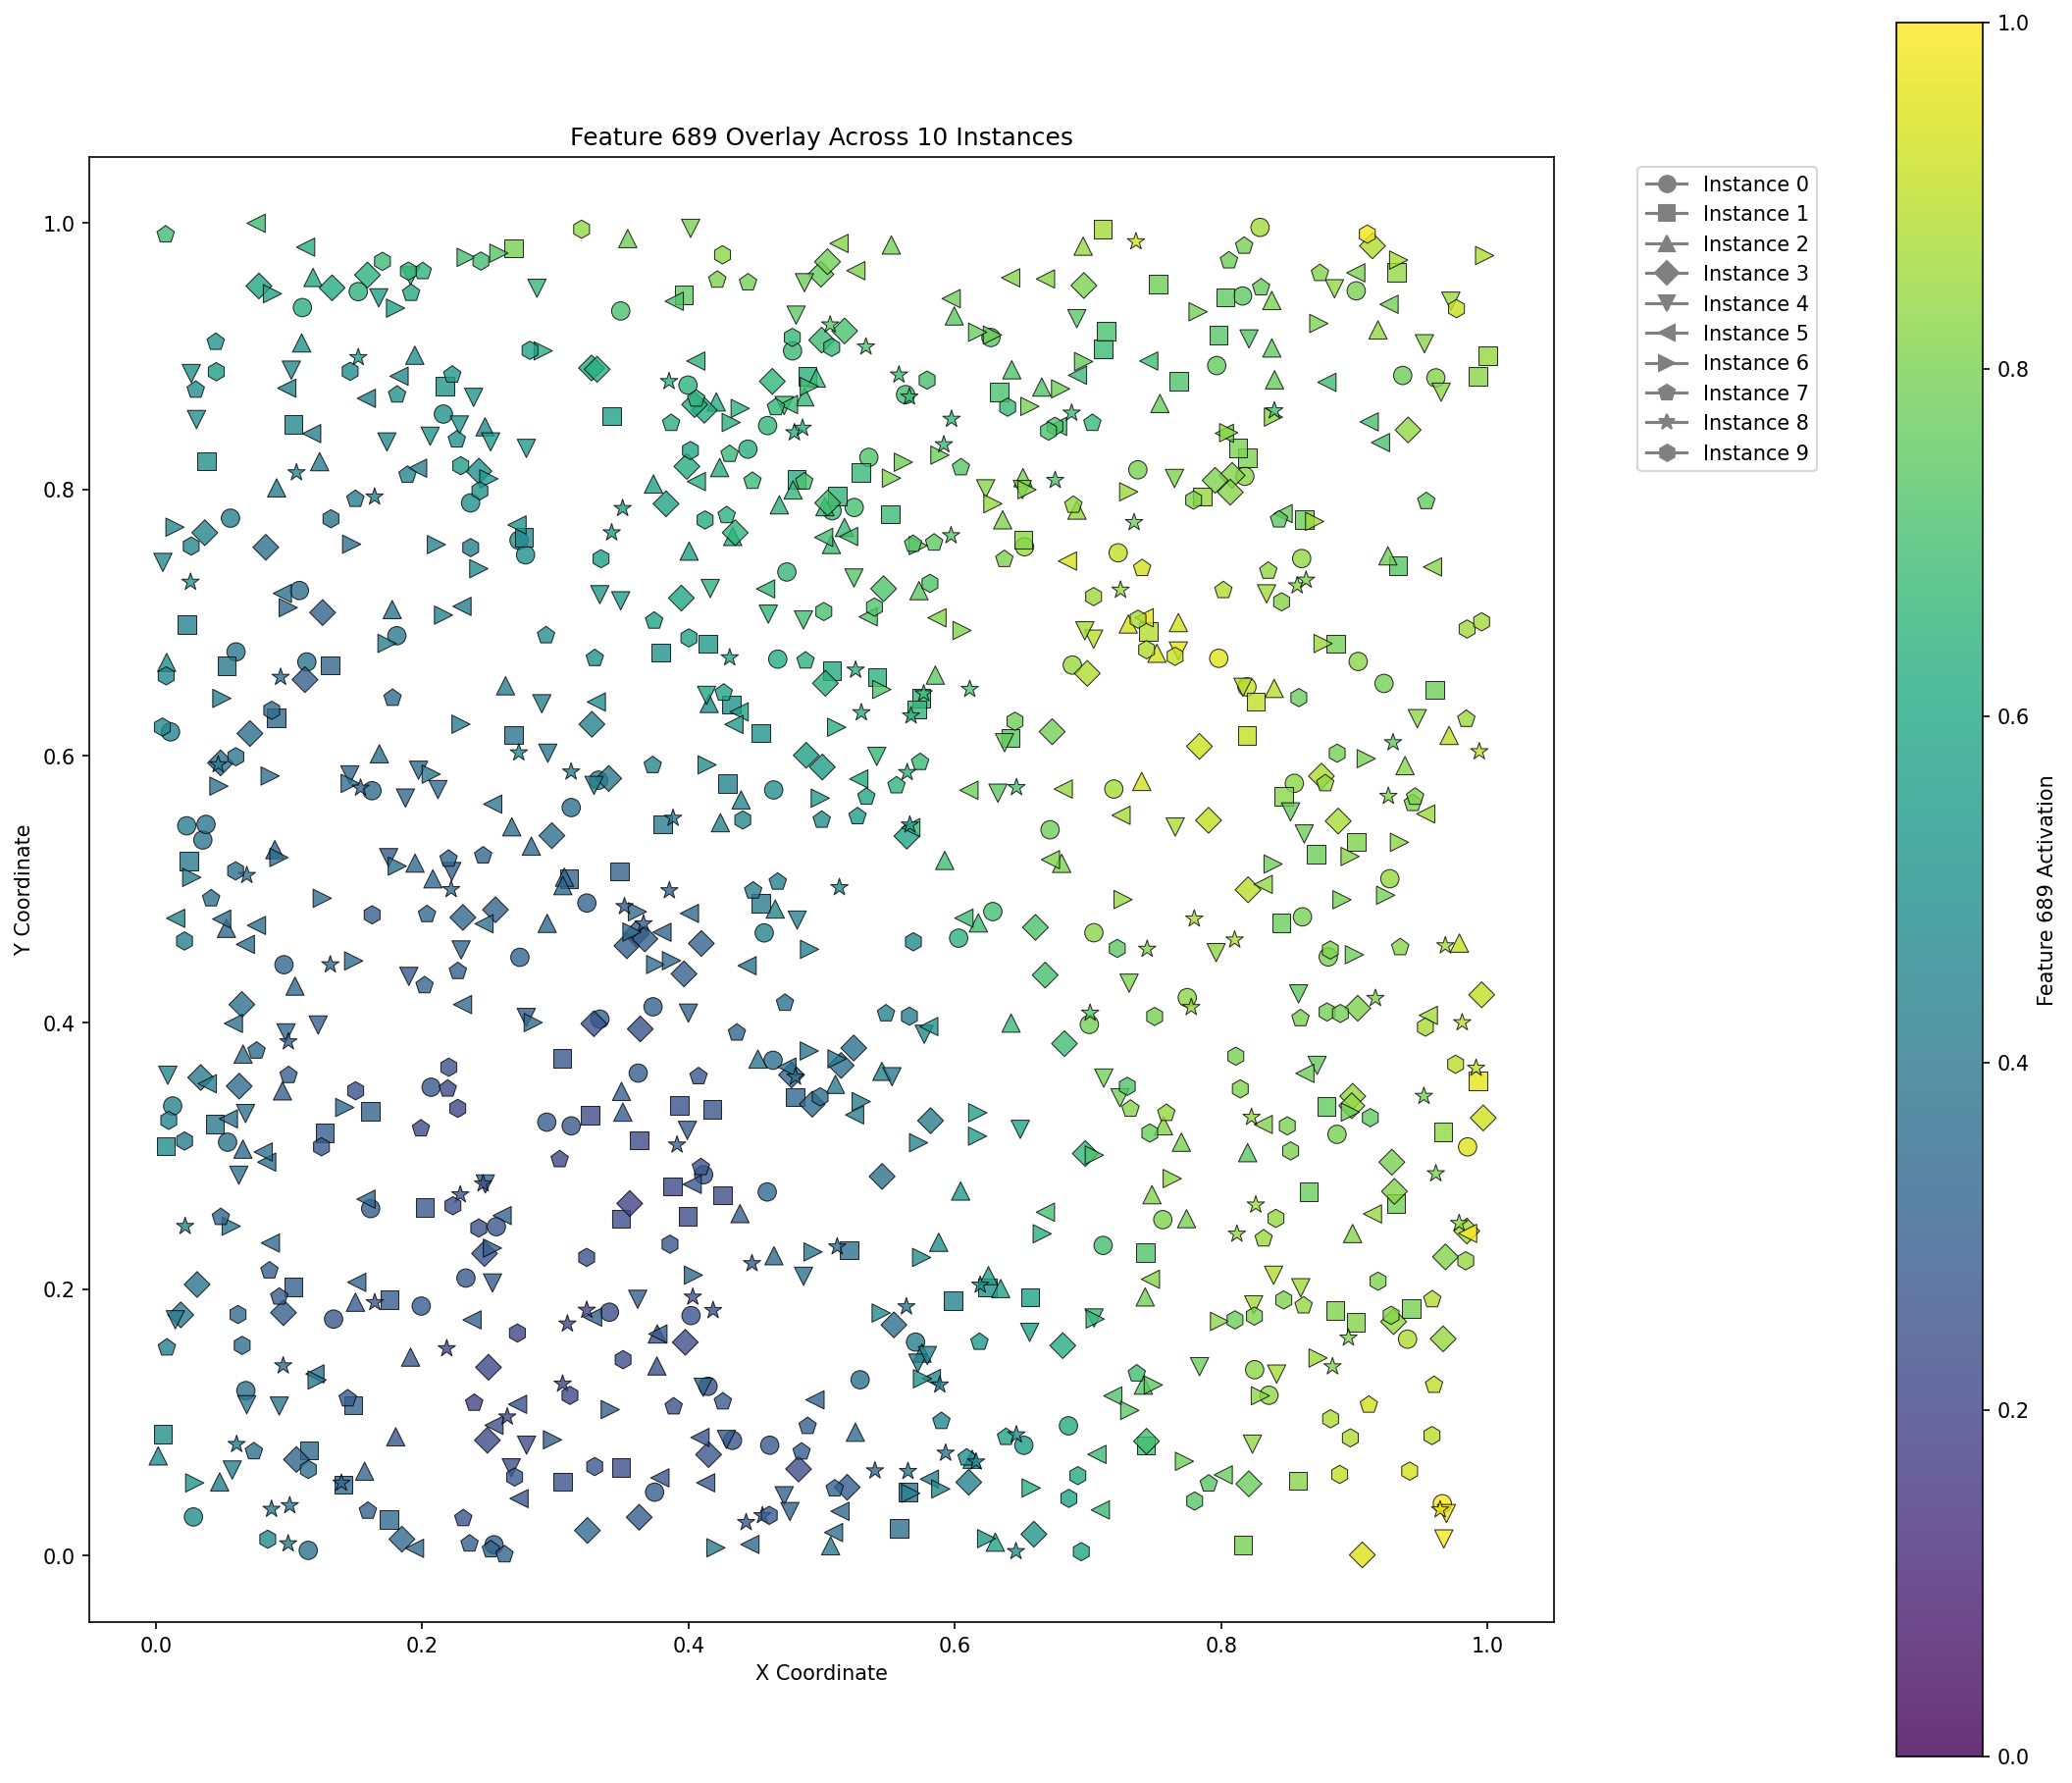 Feature 689 Overlay Across 10 Instances
1.0
0.8
0.6
0.4
0.2
0.0
Y Coordinate
0.0
0.2
0.4
0.6
0.8
1.0
X Coordinate
Instance 0
Instance 1
Instance 2
Instance 3
Instance 4
Instance 5
Instance 6
Instance 7
Instance 8
Instance 9
1.0
0.8
0.6
0.4
0.2
0.0
Feature 689 Activation